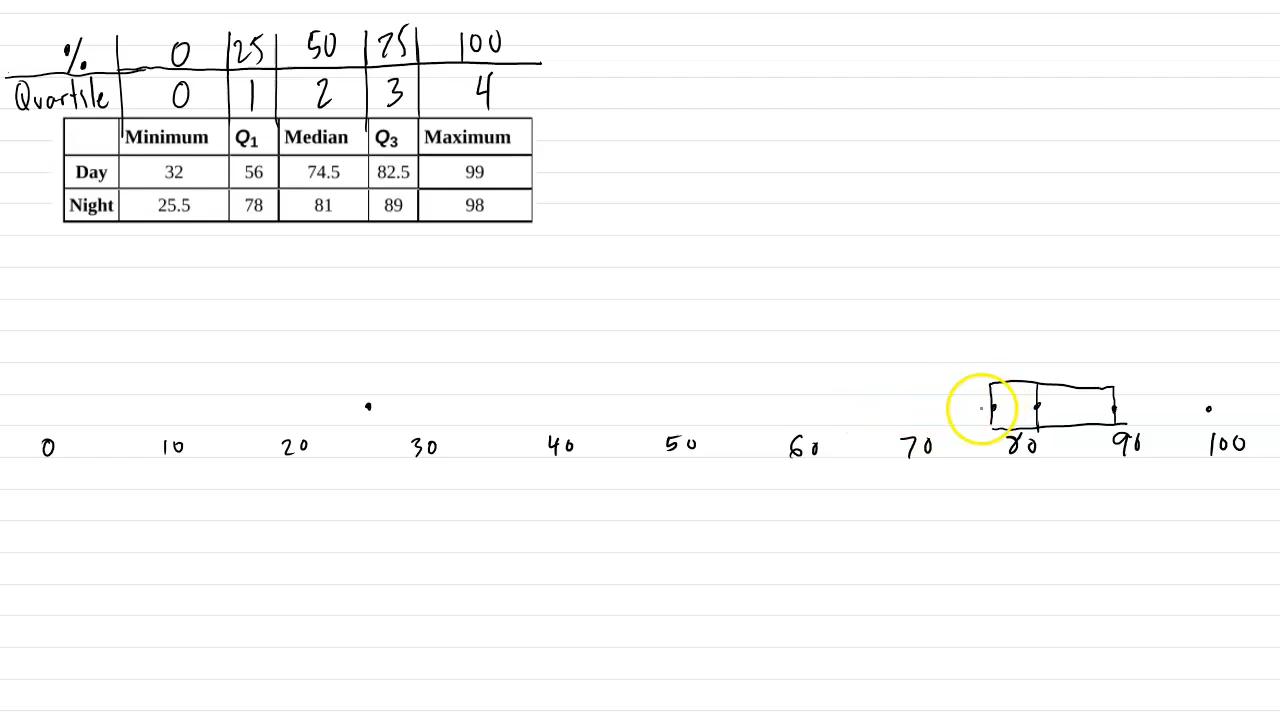 % 0 25 50 75 100
Quartile 0 1 2 3 4
Minimum Q1 Median Q3 Maximum
Day 32 56 74.5 82.5 99
Night 25.5 78 81 89 98
0 10 20 30 40 50 60 70 80 90 100